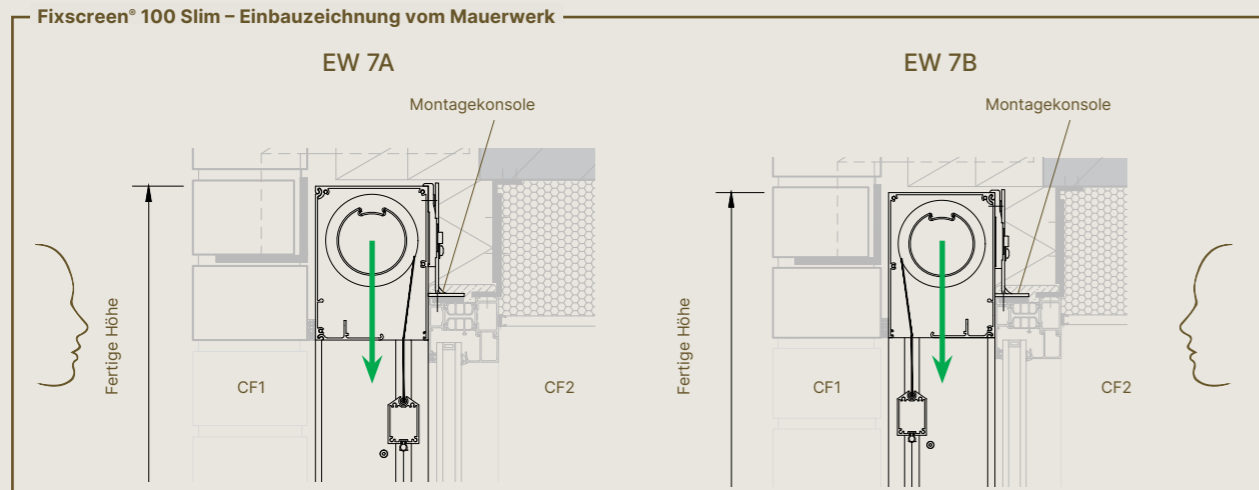 Fixscreen® 100 Slim – Einbauzeichnung vom Mauerwerk
EW 7A
Montagekonsole
Fertige Höhe
CF1
CF2
EW 7B
Montagekonsole
Fertige Höhe
CF1
CF2